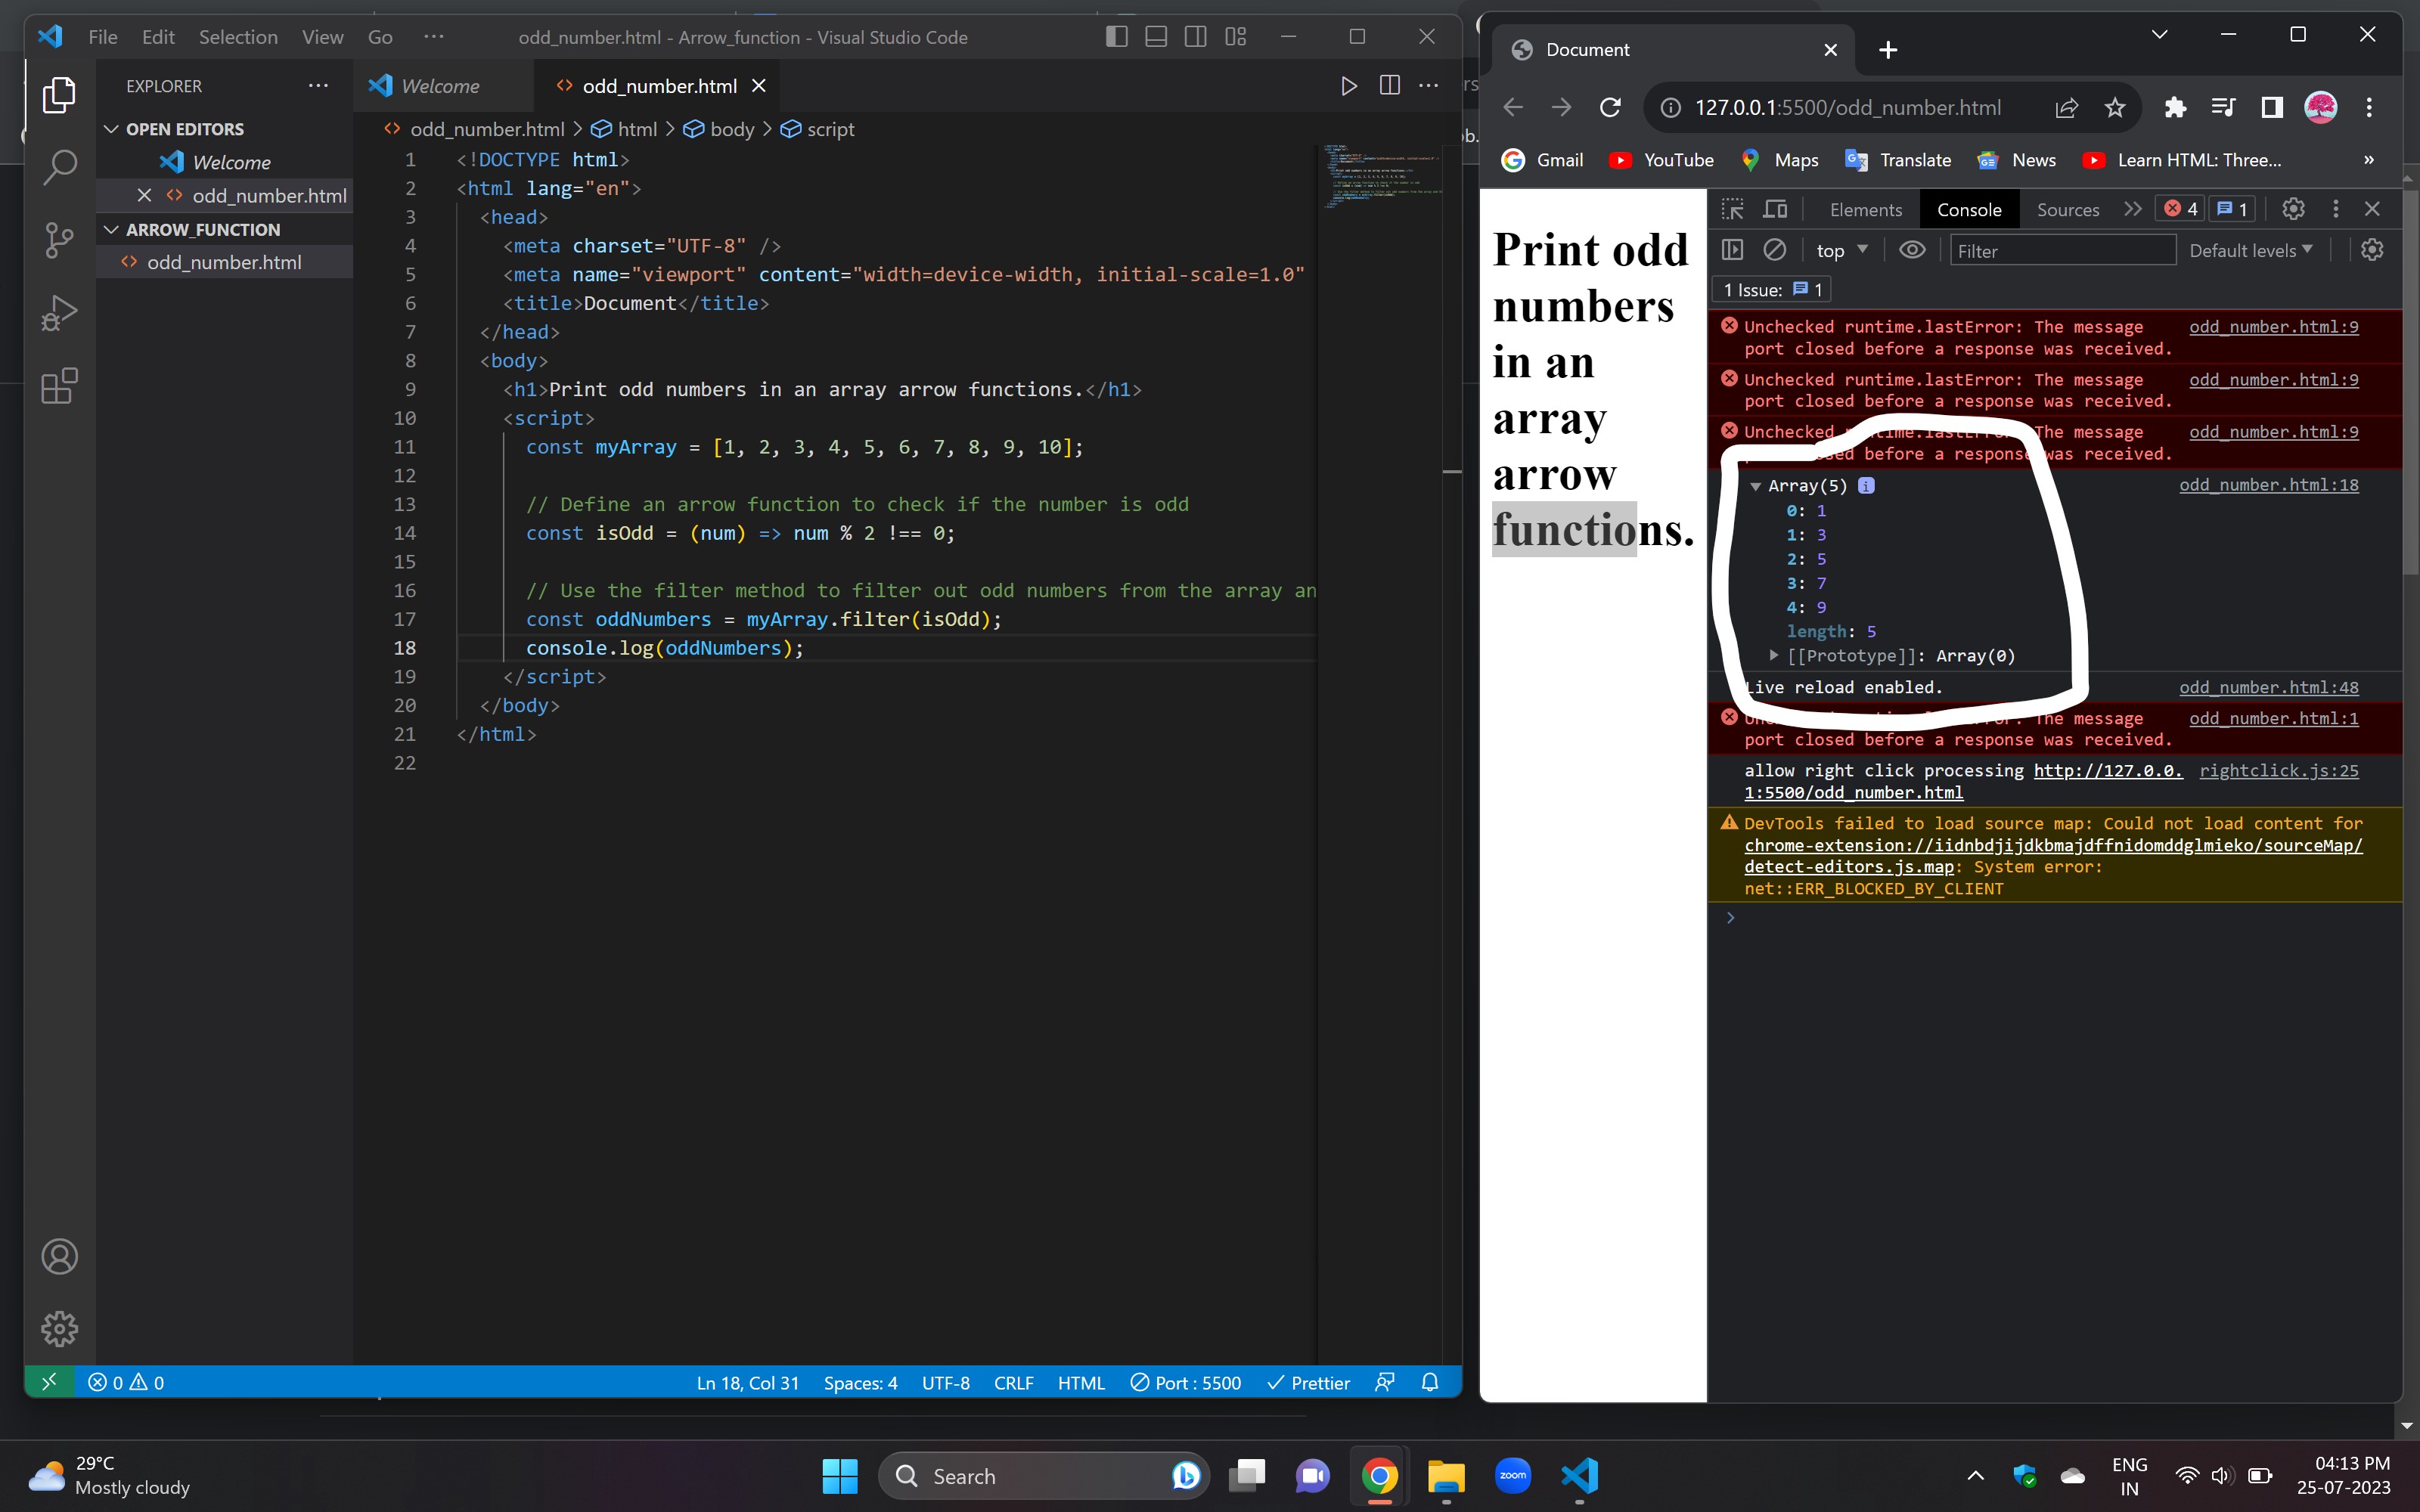 File Edit Selection View Go ··· odd_number.html - Arrow_function - Visual Studio Code
EXPLORER ···
OPEN EDITORS
Welcome
odd_number.html
ARROW_FUNCTION
odd_number.html
Welcome odd_number.html
odd_number.html > html > body > script
1 <!DOCTYPE html>
2 <html lang="en">
3 <head>
4 <meta charset="UTF-8" />
5 <meta name="viewport" content="width=device-width, initial-scale=1.0"
6 <title>Document</title>
7 </head>
8 <body>
9 <h1>Print odd numbers in an array arrow functions.</h1>
10 <script>
11 const myArray = [1, 2, 3, 4, 5, 6, 7, 8, 9, 10];
12
13 // Define an arrow function to check if the number is odd
14 const isOdd = (num) => num % 2 !== 0;
15
16 // Use the filter method to filter out odd numbers from the array an
17 const oddNumbers = myArray.filter(isOdd);
18 console.log(oddNumbers);
19 </script>
20 </body>
21 </html>
22
0 0 Ln 18, Col 31 Spaces: 4 UTF-8 CRLF HTML Port : 5500 Prettier
Document
127.0.0.1:5500/odd_number.html
Gmail YouTube Maps Translate News Learn HTML: Three... »
Print odd
numbers
in an
array
arrow
functions.
Elements Console Sources 4 1
top Filter Default levels
1 Issue: 1
Unchecked runtime.lastError: The message odd_number.html:9
port closed before a response was received.
Unchecked runtime.lastError: The message odd_number.html:9
port closed before a response was received.
Unchecked The message odd_number.html:9
before a response was received.
Array(5) i odd_number.html:18
0: 1
1: 3
2: 5
3: 7
4: 9
length: 5
[[Prototype]]: Array(0)
Live reload enabled. odd_number.html:48
The message odd_number.html:1
port closed before a response was received.
allow right click processing http://127.0.0. rightclick.js:25
1:5500/odd_number.html
DevTools failed to load source map: Could not load content for
chrome-extension://iidnbdjijdkbmajdffnidomddglmieko/sourceMap/
detect-editors.js.map: System error:
net::ERR_BLOCKED_BY_CLIENT
29°C
Mostly cloudy
Search
zoom
ENG
IN
04:13 PM
25-07-2023